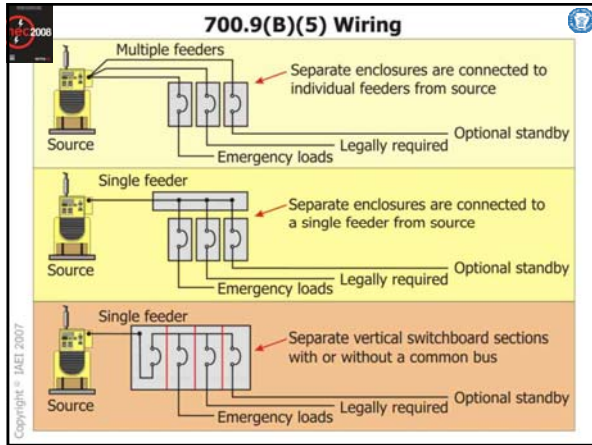 nec2008
700.9(B)(5) Wiring
Multiple feeders
Separate enclosures are connected to
individual feeders from source
Optional standby
Legally required
Emergency loads
Source
Single feeder
Separate enclosures are connected to
a single feeder from source
Optional standby
Legally required
Emergency loads
Source
Single feeder
Separate vertical switchboard sections
with or without a common bus
Optional standby
Legally required
Emergency loads
Source
Copyright © IAEI 2007